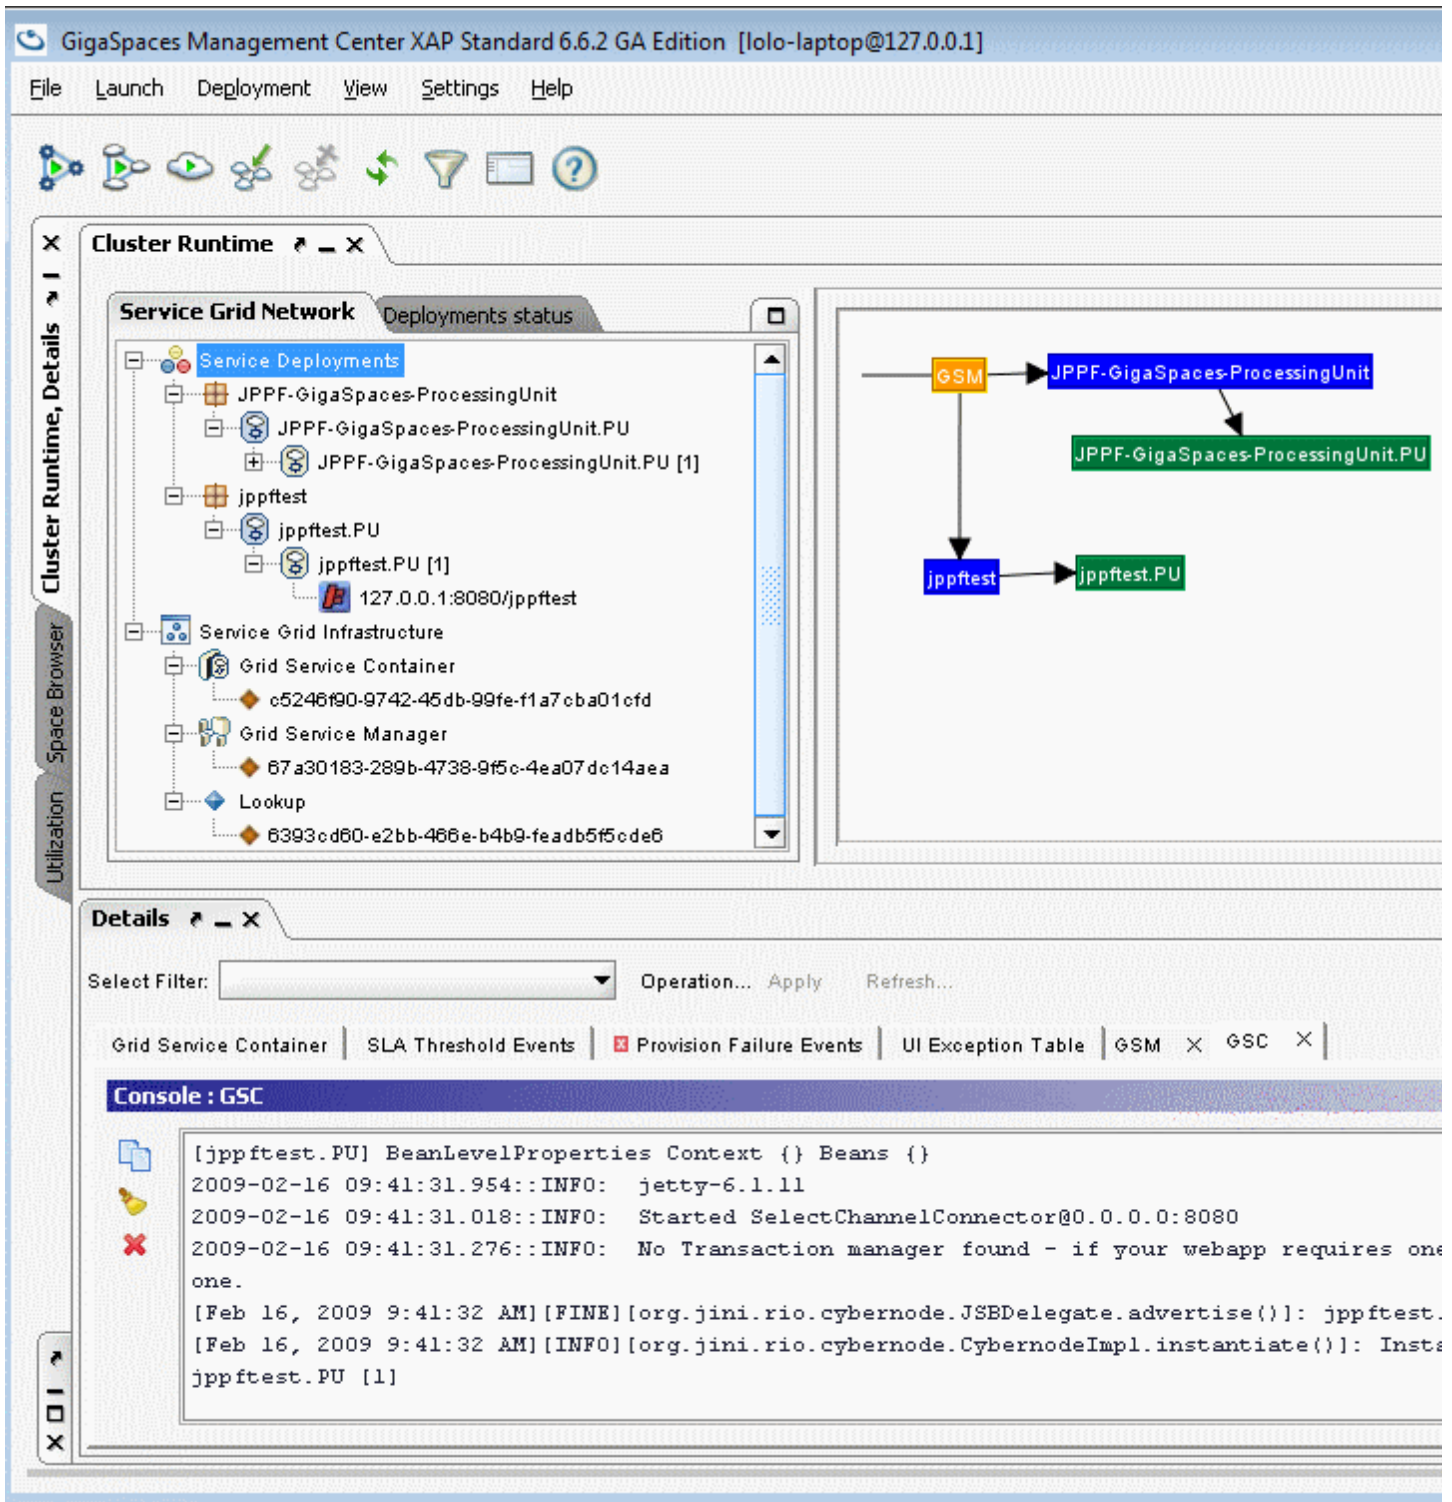 GigaSpaces Management Center XAP Standard 6.6.2 GA Edition [lolo-laptop@127.0.0.1]
File Launch Deployment View Settings Help
Cluster Runtime
Cluster Runtime, Details
Space Browser
Utilization
Service Grid Network Deployments status
Service Deployments
JPPF-GigaSpaces-ProcessingUnit
JPPF-GigaSpaces-ProcessingUnit.PU
JPPF-GigaSpaces-ProcessingUnit.PU [1]
jppftest
jppftest.PU
jppftest.PU [1]
127.0.0.1:8080/jppftest
Service Grid Infrastructure
Grid Service Container
c5246f90-9742-45db-99fe-f1a7cba01cfd
Grid Service Manager
67a30183-289b-4738-9f5c-4ea07dc14aea
Lookup
6393cd60-e2bb-466e-b4b9-feadb5f5cde6
GSM JPPF-GigaSpaces-ProcessingUnit
JPPF-GigaSpaces-ProcessingUnit.PU
jppftest jppftest.PU
Details
Select Filter: Operation... Apply Refresh...
Grid Service Container SLA Threshold Events Provision Failure Events UI Exception Table GSM GSC
Console : GSC
[jppftest.PU] BeanLevelProperties Context {} Beans {}
2009-02-16 09:41:31.954::INFO: jetty-6.1.11
2009-02-16 09:41:31.018::INFO: Started SelectChannelConnector@0.0.0.0:8080
2009-02-16 09:41:31.276::INFO: No Transaction manager found - if your webapp requires one
one.
[Feb 16, 2009 9:41:32 AM][FINE][org.jini.rio.cybernode.JSBDelegate.advertise()]: jppftest.
[Feb 16, 2009 9:41:32 AM][INFO][org.jini.rio.cybernode.CybernodeImpl.instantiate()]: Insta
jppftest.PU [1]